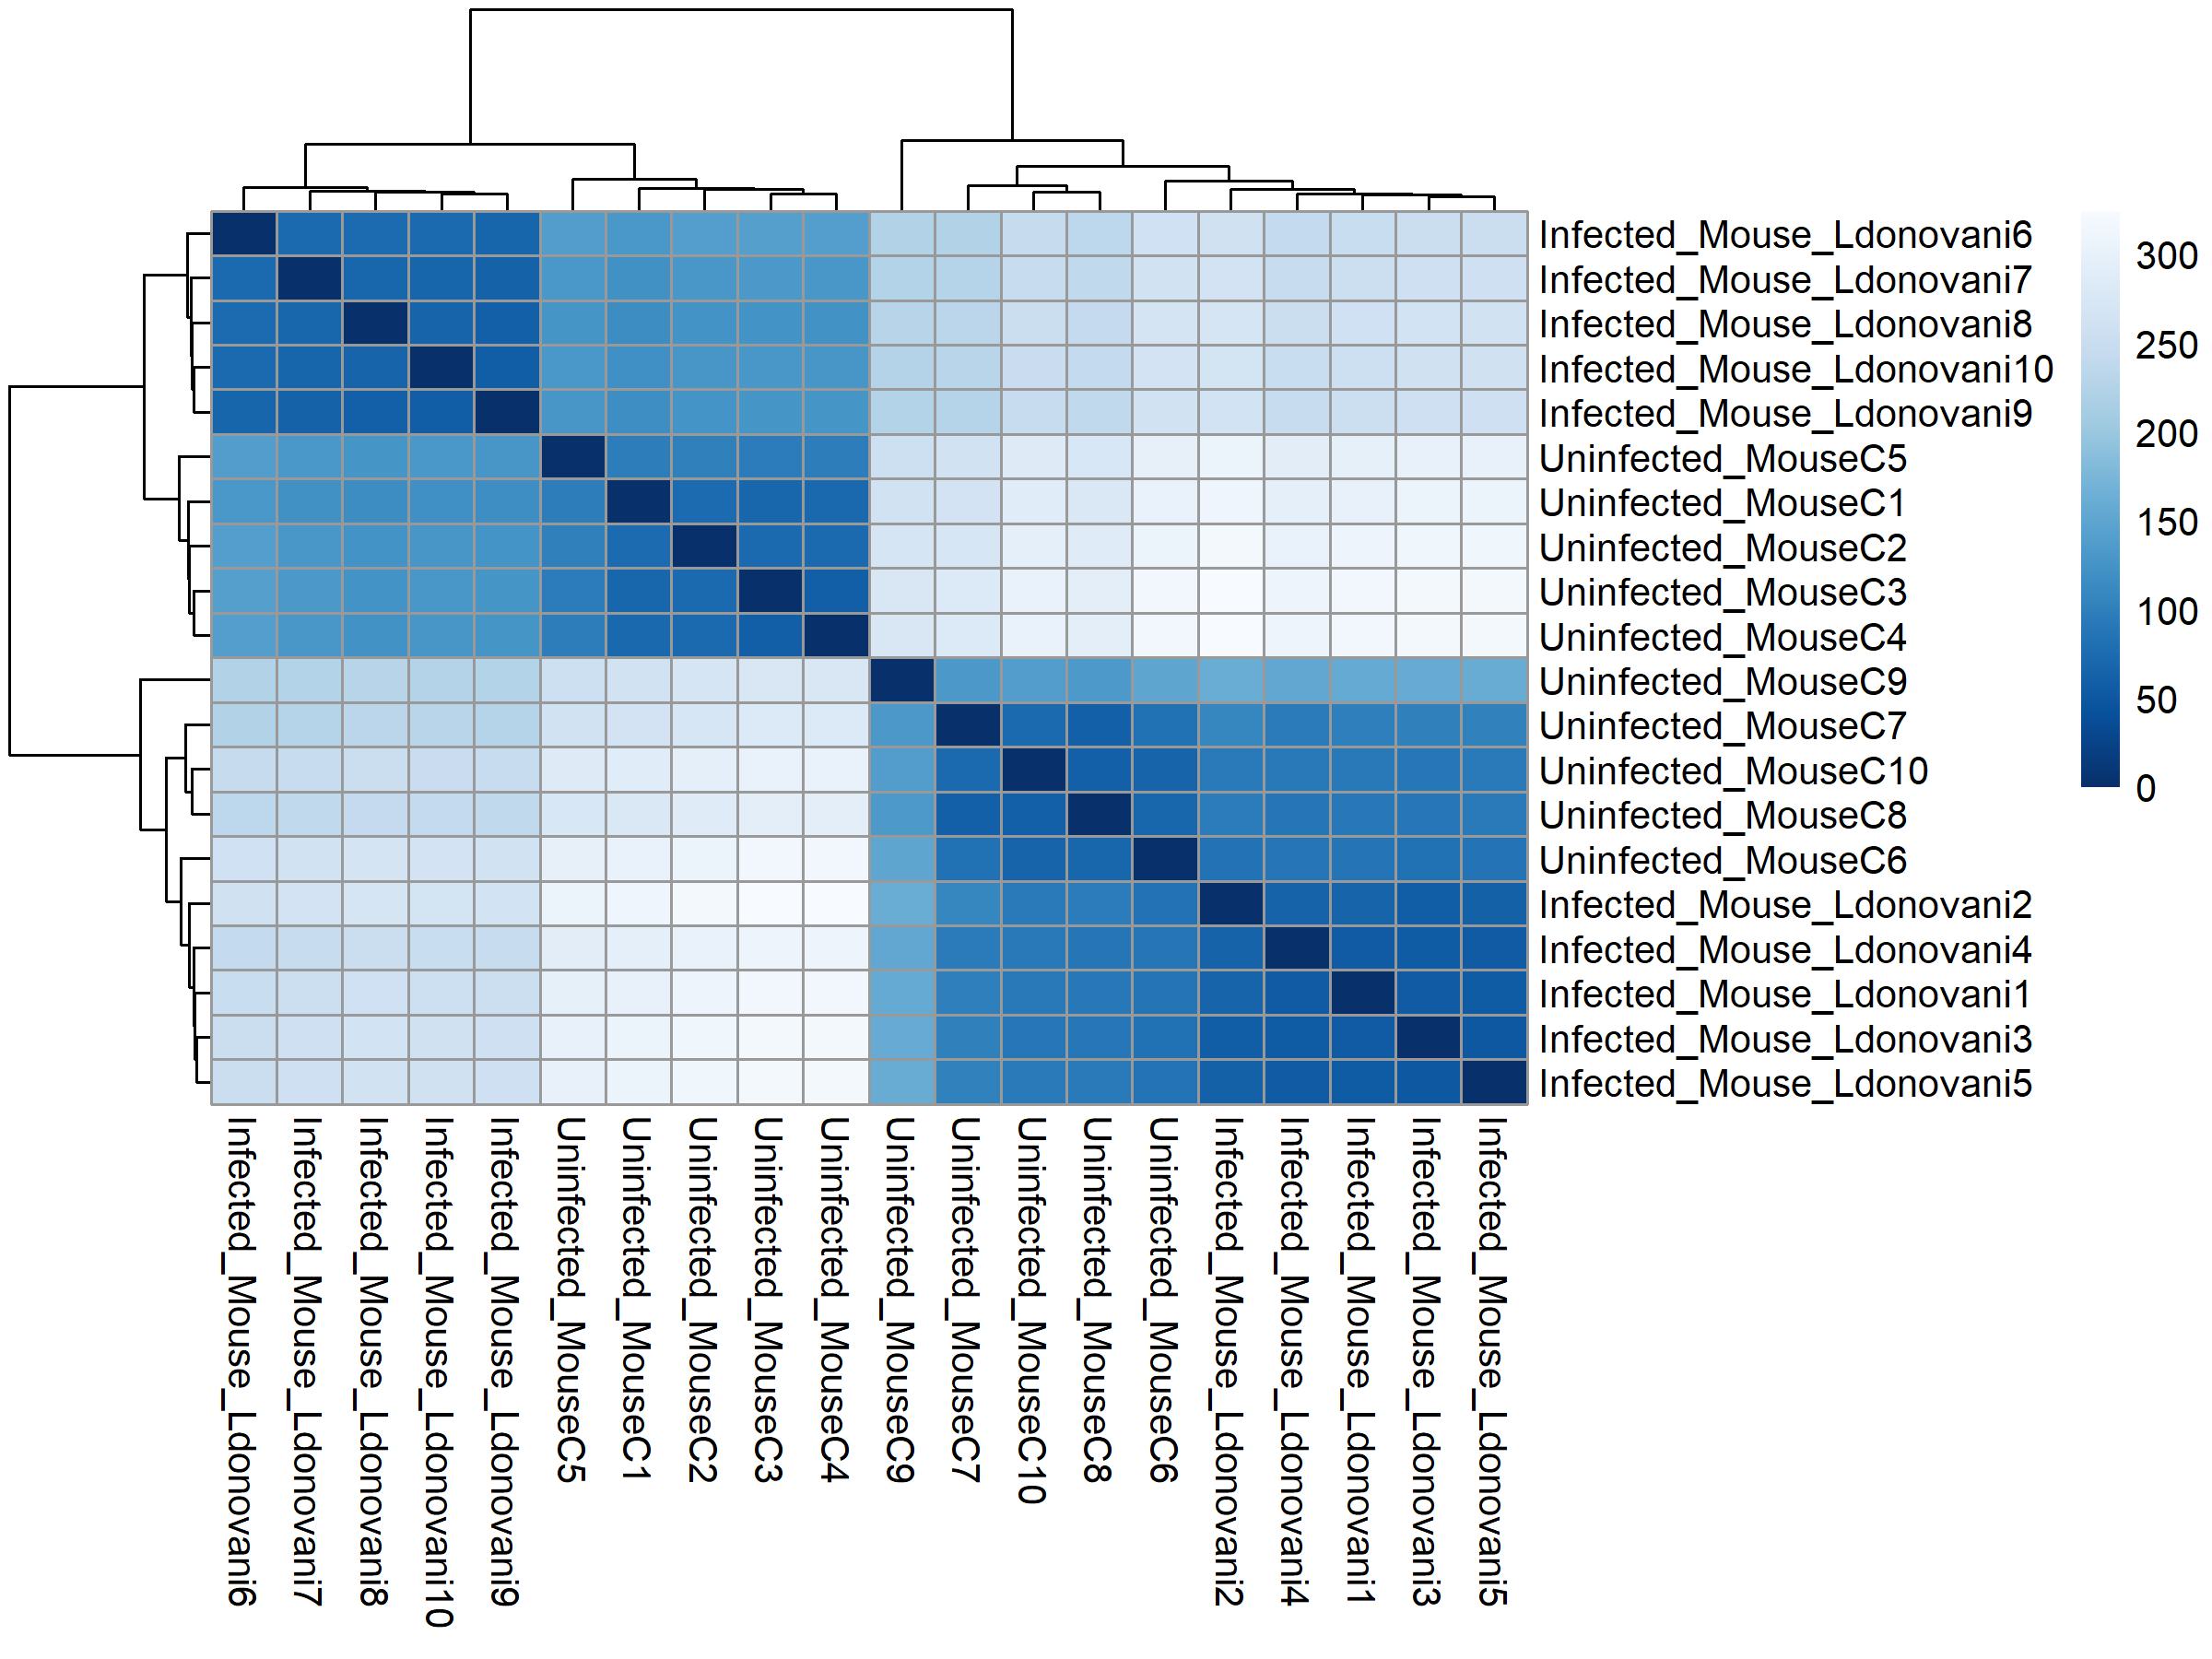 Infected_Mouse_Ldonovani6
Infected_Mouse_Ldonovani7
Infected_Mouse_Ldonovani8
Infected_Mouse_Ldonovani10
Infected_Mouse_Ldonovani9
Uninfected_MouseC5
Uninfected_MouseC1
Uninfected_MouseC2
Uninfected_MouseC3
Uninfected_MouseC4
Uninfected_MouseC9
Uninfected_MouseC7
Uninfected_MouseC10
Uninfected_MouseC8
Uninfected_MouseC6
Infected_Mouse_Ldonovani2
Infected_Mouse_Ldonovani4
Infected_Mouse_Ldonovani1
Infected_Mouse_Ldonovani3
Infected_Mouse_Ldonovani5
300
250
200
150
100
50
0
Infected_Mouse_Ldonovani6
Infected_Mouse_Ldonovani7
Infected_Mouse_Ldonovani8
Infected_Mouse_Ldonovani10
Infected_Mouse_Ldonovani9
Uninfected_MouseC5
Uninfected_MouseC1
Uninfected_MouseC2
Uninfected_MouseC3
Uninfected_MouseC4
Uninfected_MouseC9
Uninfected_MouseC7
Uninfected_MouseC10
Uninfected_MouseC8
Uninfected_MouseC6
Infected_Mouse_Ldonovani2
Infected_Mouse_Ldonovani4
Infected_Mouse_Ldonovani1
Infected_Mouse_Ldonovani3
Infected_Mouse_Ldonovani5